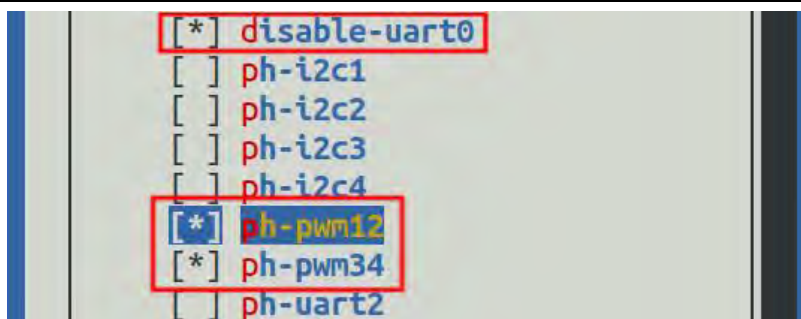 [*] disable-uart0
[ ] ph-i2c1
[ ] ph-i2c2
[ ] ph-i2c3
[ ] ph-i2c4
[*] ph-pwm12
[*] ph-pwm34
[ ] ph-uart2